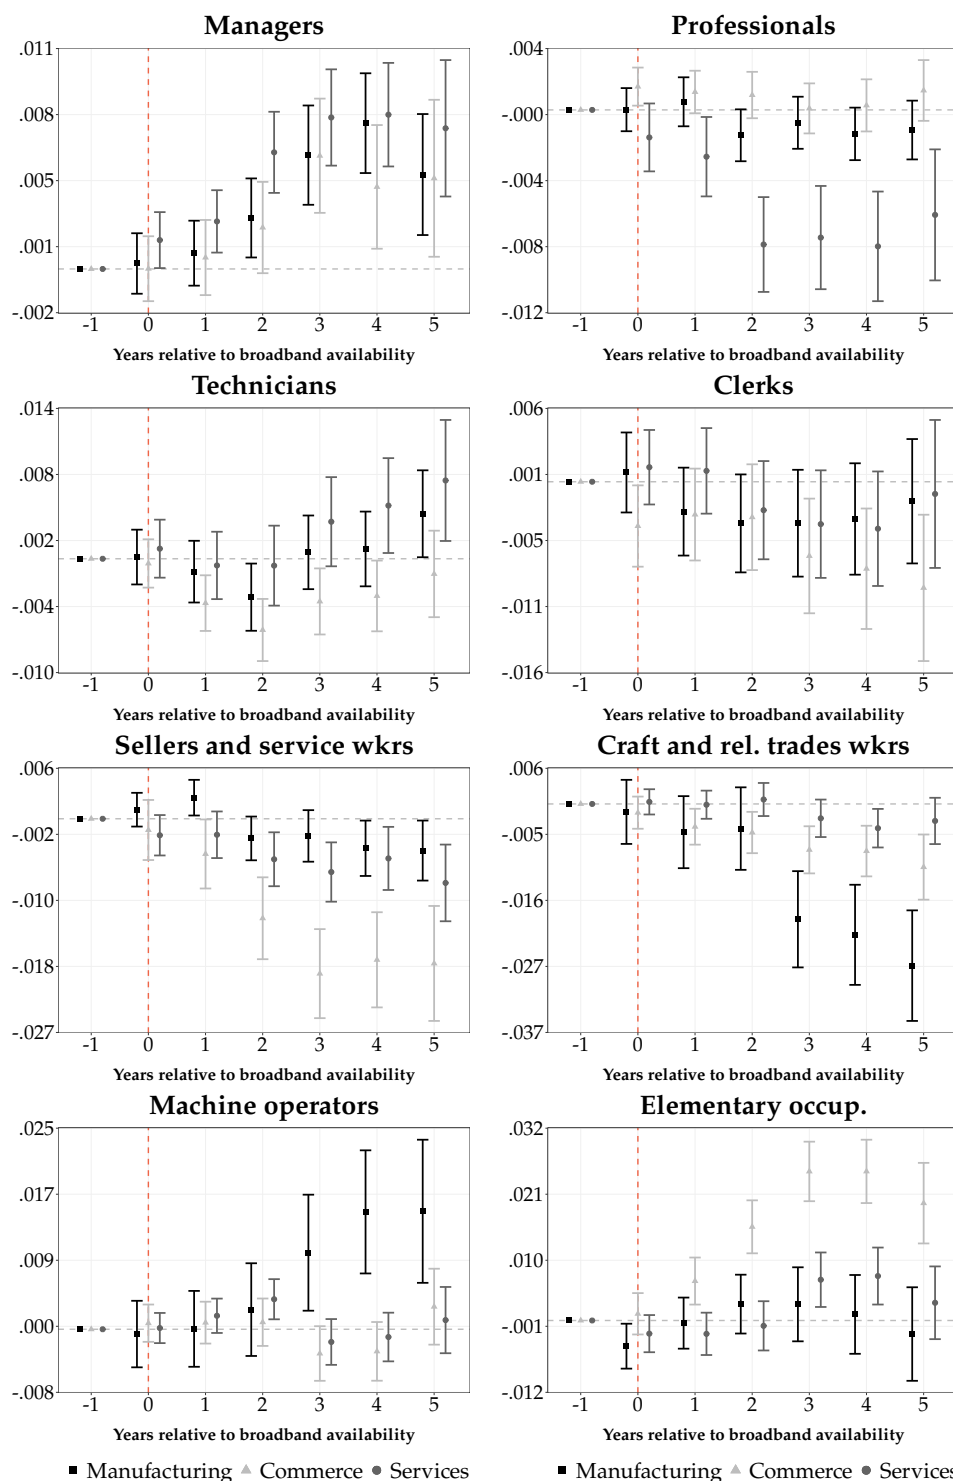 Managers
.011
.008
.005
.001
-.002
-1 0 1 2 3 4 5
Years relative to broadband availability
Professionals
.004
-.000
-.004
-.008
-.012
-1 0 1 2 3 4 5
Years relative to broadband availability
Technicians
.014
.008
.002
-.004
-.010
-1 0 1 2 3 4 5
Years relative to broadband availability
Clerks
.006
.001
-.005
-.011
-.016
-1 0 1 2 3 4 5
Years relative to broadband availability
Sellers and service wkrs
.006
-.002
-.010
-.018
-.027
-1 0 1 2 3 4 5
Years relative to broadband availability
Craft and rel. trades wkrs
.006
-.005
-.016
-.027
-.037
-1 0 1 2 3 4 5
Years relative to broadband availability
Machine operators
.025
.017
.009
.000
-.008
-1 0 1 2 3 4 5
Years relative to broadband availability
Elementary occup.
.032
.021
.010
-.001
-.012
-1 0 1 2 3 4 5
Years relative to broadband availability
Manufacturing Commerce Services
Manufacturing Commerce Services